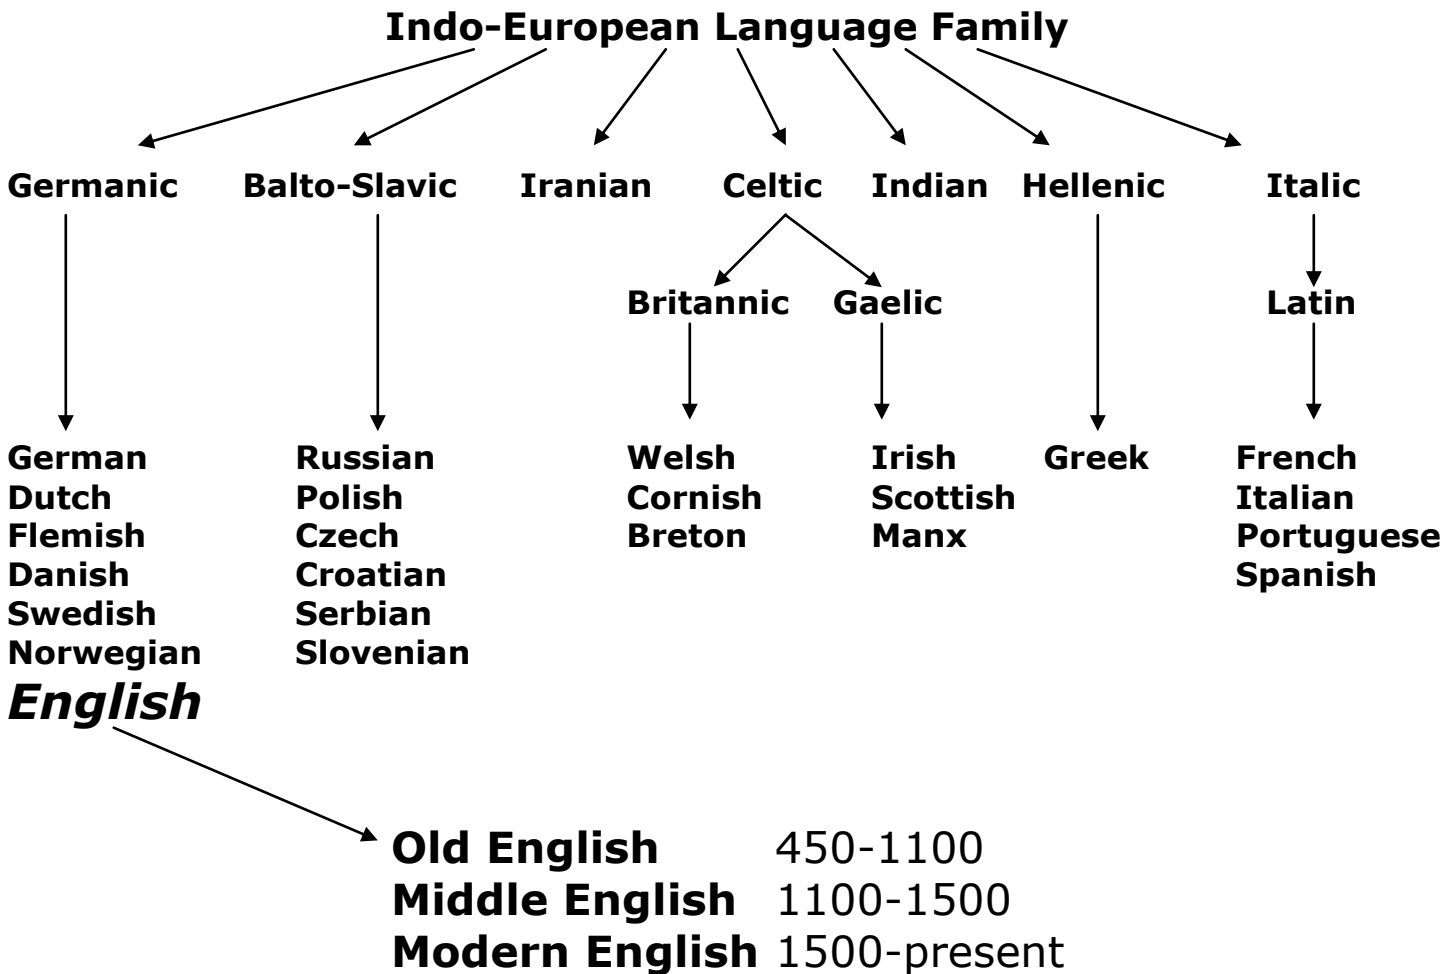 Indo-European Language Family
Germanic Balto-Slavic Iranian Celtic Indian Hellenic Italic
Britannic Gaelic Latin
German Russian Welsh Irish Greek French
Dutch Polish Cornish Scottish Italian
Flemish Czech Breton Manx Portuguese
Danish Croatian Spanish
Swedish Serbian
Norwegian Slovenian
English
Old English 450-1100
Middle English 1100-1500
Modern English 1500-present